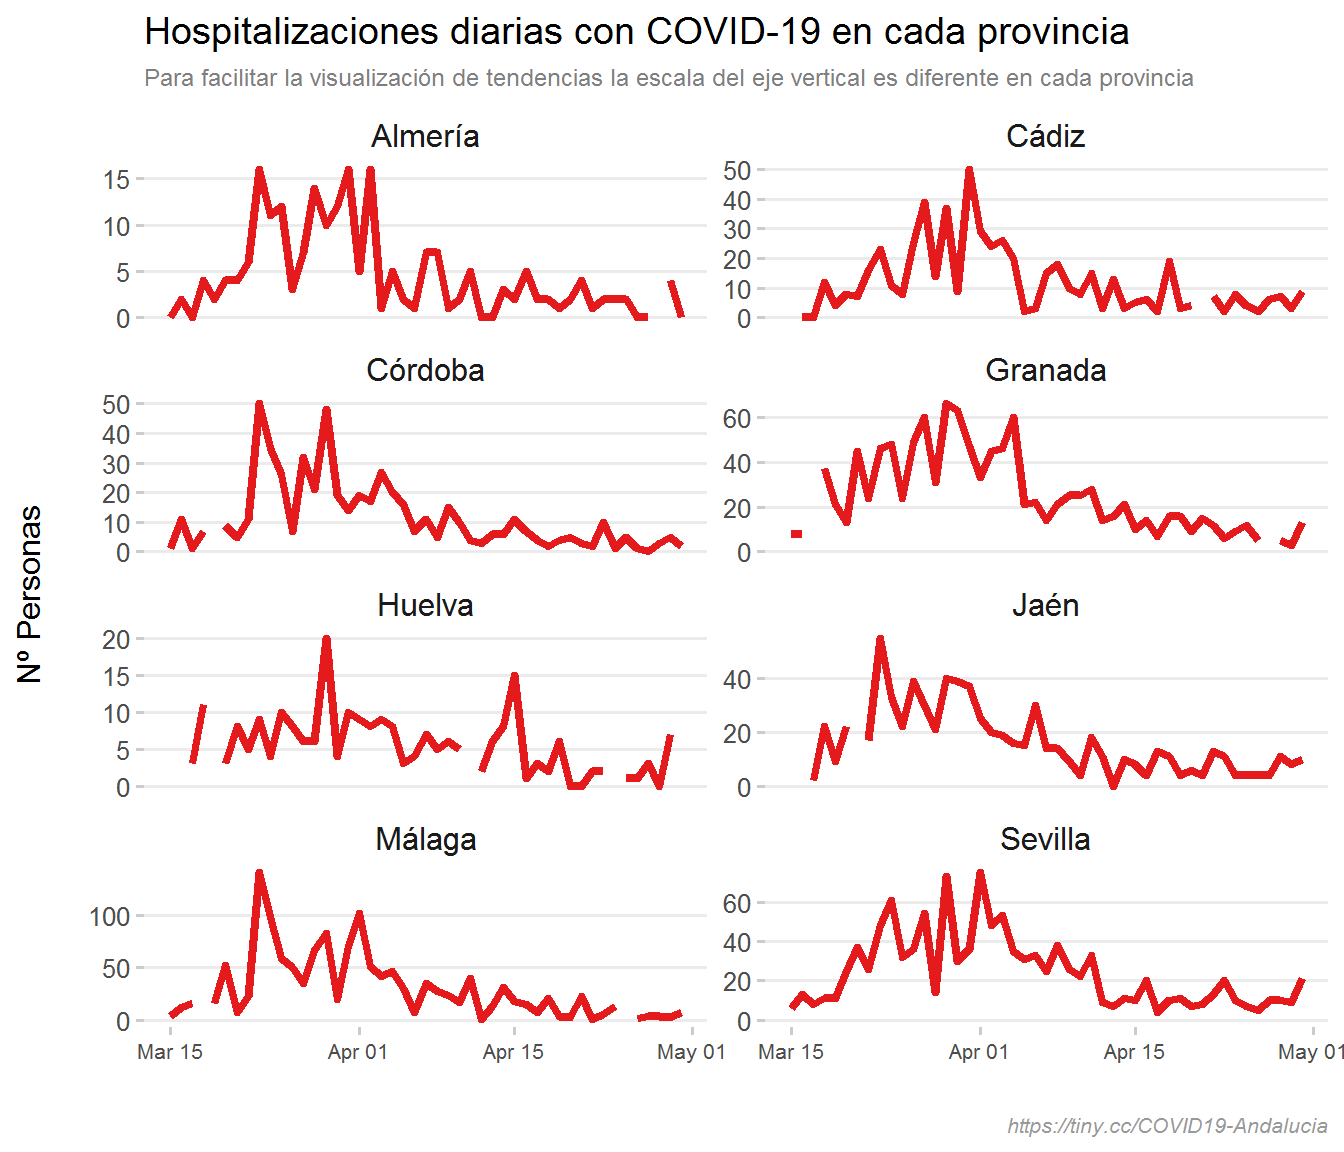 Hospitalizaciones diarias con COVID-19 en cada provincia
Para facilitar la visualización de tendencias la escala del eje vertical es diferente en cada provincia
Nº Personas
Almería
15
10
5
0
Cádiz
50
40
30
20
10
0
Córdoba
50
40
30
20
10
0
Granada
60
40
20
0
Huelva
20
15
10
5
0
Jaén
40
20
0
Málaga
100
50
0
Sevilla
60
40
20
0
Mar 15 Apr 01 Apr 15 May 01
Mar 15 Apr 01 Apr 15 May 01
https://tiny.cc/COVID19-Andalucia